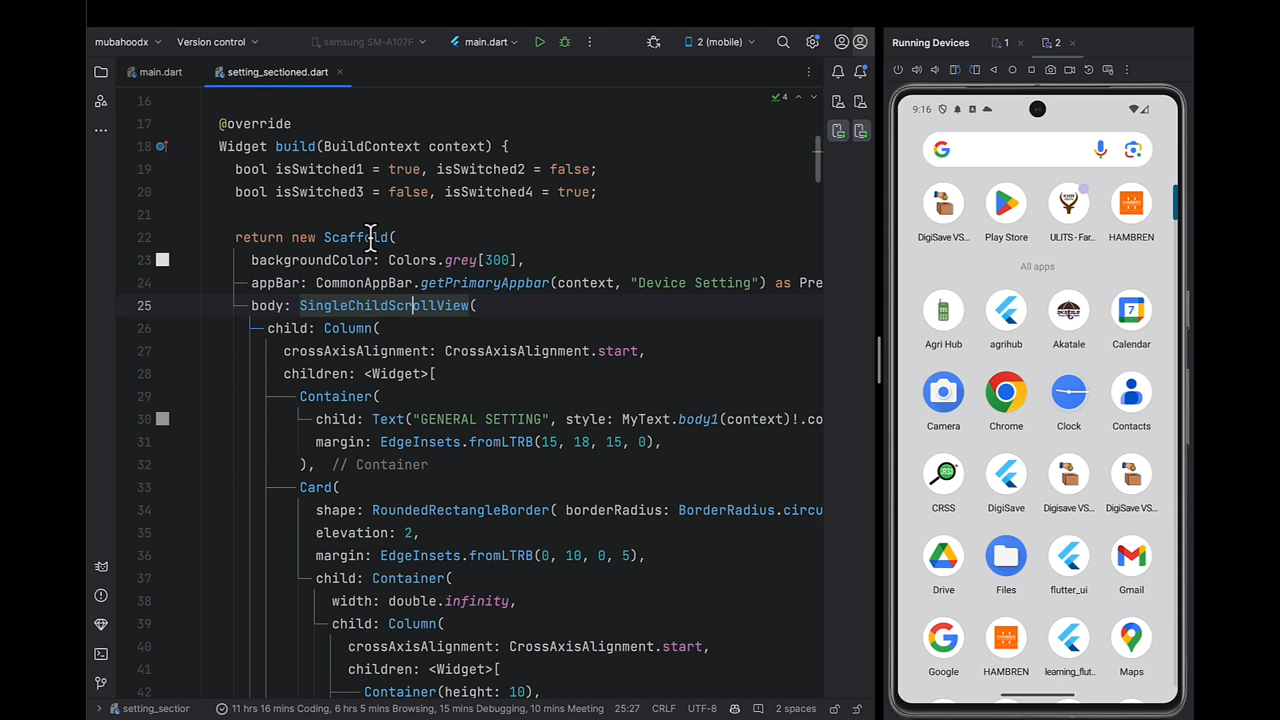 mubahoodx
Version control
samsung SM-A107F
main.dart
2 (mobile)
Running Devices
1
2
main.dart
setting_sectioned.dart
4
16
17 @override
18 Widget build(BuildContext context) {
19 bool isSwitched1 = true, isSwitched2 = false;
20 bool isSwitched3 = false, isSwitched4 = true;
21
22 return new Scaffold(
23 backgroundColor: Colors.grey[300],
24 appBar: CommonAppBar.getPrimaryAppbar(context, "Device Setting") as Pre
25 body: SingleChildScrollView(
26 child: Column(
27 crossAxisAlignment: CrossAxisAlignment.start,
28 children: <Widget>[
29 Container(
30 child: Text("GENERAL SETTING", style: MyText.body1(context)!.co
31 margin: EdgeInsets.fromLTRB(15, 18, 15, 0),
32 ), // Container
33 Card(
34 shape: RoundedRectangleBorder( borderRadius: BorderRadius.circu
35 elevation: 2,
36 margin: EdgeInsets.fromLTRB(0, 10, 0, 5),
37 child: Container(
38 width: double.infinity,
39 child: Column(
40 crossAxisAlignment: CrossAxisAlignment.start,
41 children: <Widget>[
42 Container(height: 10),
setting_section
11 hrs 16 mins Coding, 6 hrs 5 mins Browsing, 15 mins Debugging, 10 mins Meeting
25:27
CRLF
UTF-8
2 spaces
9:16
DigiSave VS...
Play Store
ULITS - Far...
HAMBREN
All apps
Agri Hub
agrihub
Akatale
Calendar
Camera
Chrome
Clock
Contacts
CRSS
DigiSave
Digisave VS...
DigiSave VS...
Drive
Files
flutter_ui
Gmail
Google
HAMBREN
learning_flut...
Maps